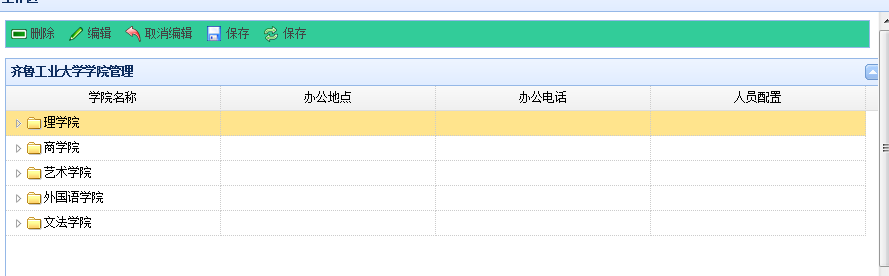 删除 编辑 取消编辑 保存 保存
齐鲁工业大学学院管理
学院名称 办公地点 办公电话 人员配置
理学院
商学院
艺术学院
外国语学院
文法学院